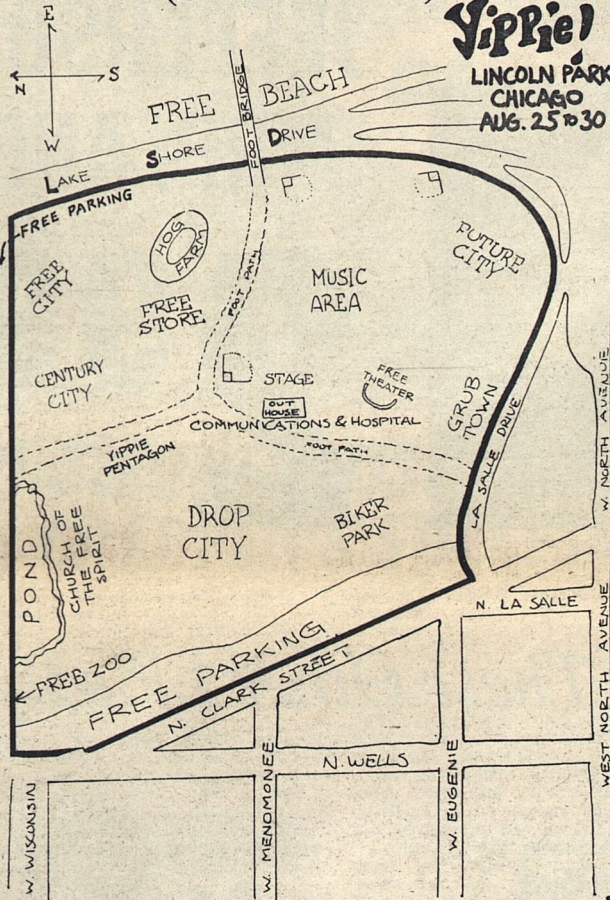 E
N
S
W
Yippie!
LINCOLN PARK
CHICAGO
AUG. 25 TO 30
FREE BEACH
FOOT BRIDGE
LAKE SHORE DRIVE
FREE PARKING
HOG
FARM
FREE
CITY
FREE
STORE
FOOT PATH
MUSIC
AREA
FUTURE
CITY
CENTURY
CITY
STAGE
FREE
THEATER
OUT
HOUSE
COMMUNICATIONS & HOSPITAL
GRUB
TOWN
LA SALLE DRIVE
W. NORTH AVENUE
YIPPIE
PENTAGON
FOOT PATH
DROP
CITY
BIKER
PARK
POND
CHURCH OF
THE FREE
SPIRIT
FREE ZOO
FREE PARKING
N. CLARK STREET
N. LA SALLE
WEST NORTH AVENUE
N. WELLS
W. WISCONSIN
W. MENOMONEE
W. EUGENIE